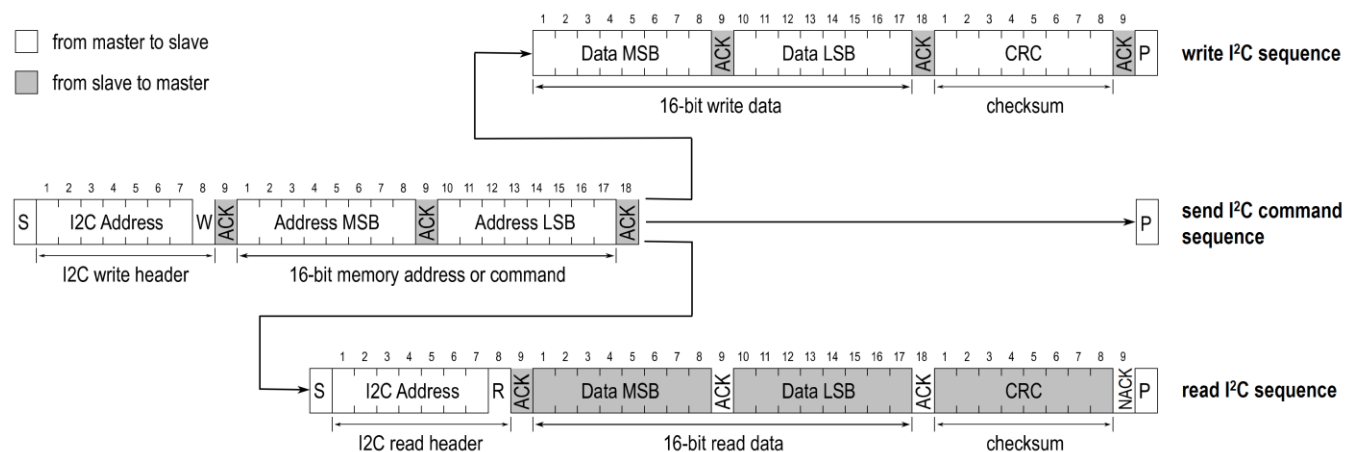 1 2 3 4 5 6 7 8 9 10 11 12 13 14 15 16 17 18 1 2 3 4 5 6 7 8 9
from master to slave
Data MSB ACK Data LSB ACK CRC ACK P
write I²C sequence
from slave to master
16-bit write data
checksum
1 2 3 4 5 6 7 8 9 1 2 3 4 5 6 7 8 9 10 11 12 13 14 15 16 17 18
S I2C Address W ACK Address MSB ACK Address LSB ACK
P
send I²C command
sequence
I2C write header
16-bit memory address or command
1 2 3 4 5 6 7 8 9 1 2 3 4 5 6 7 8 9 10 11 12 13 14 15 16 17 18 1 2 3 4 5 6 7 8 9
S I2C Address R ACK Data MSB ACK Data LSB ACK CRC NACK P
read I²C sequence
I2C read header
16-bit read data
checksum